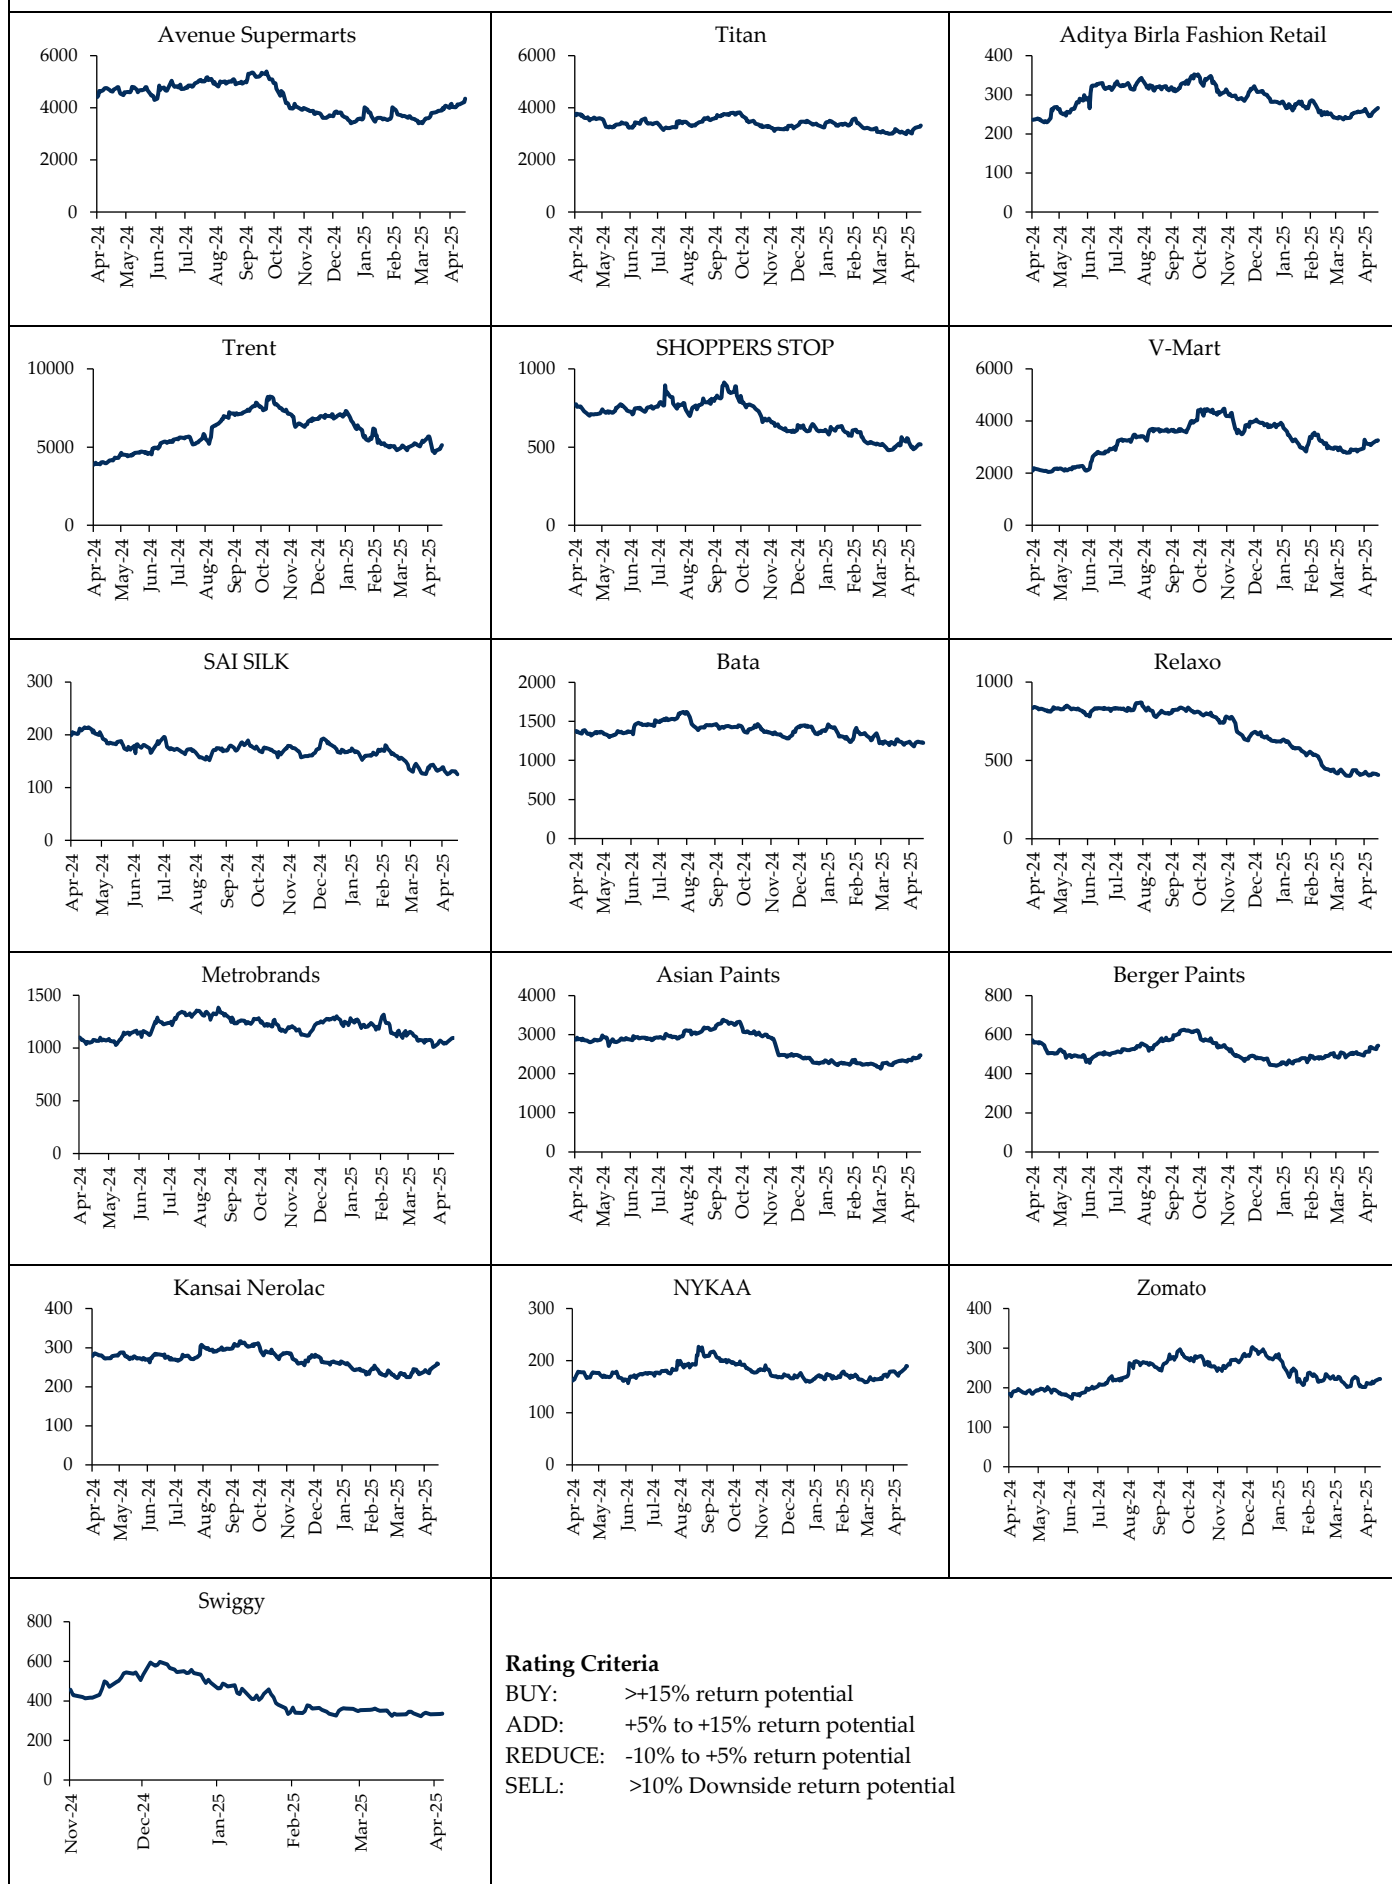 Avenue Supermarts
6000
4000
2000
0
Apr-24
May-24
Jun-24
Jul-24
Aug-24
Sep-24
Oct-24
Nov-24
Dec-24
Jan-25
Feb-25
Mar-25
Apr-25
Titan
6000
4000
2000
0
Apr-24
May-24
Jun-24
Jul-24
Aug-24
Sep-24
Oct-24
Nov-24
Dec-24
Jan-25
Feb-25
Mar-25
Apr-25
Aditya Birla Fashion Retail
400
300
200
100
0
Apr-24
May-24
Jun-24
Jul-24
Aug-24
Sep-24
Oct-24
Nov-24
Dec-24
Jan-25
Feb-25
Mar-25
Apr-25
Trent
10000
5000
0
Apr-24
May-24
Jun-24
Jul-24
Aug-24
Sep-24
Oct-24
Nov-24
Dec-24
Jan-25
Feb-25
Mar-25
Apr-25
SHOPPERS STOP
1000
500
0
Apr-24
May-24
Jun-24
Jul-24
Aug-24
Sep-24
Oct-24
Nov-24
Dec-24
Jan-25
Feb-25
Mar-25
Apr-25
V-Mart
6000
4000
2000
0
Apr-24
May-24
Jun-24
Jul-24
Aug-24
Sep-24
Oct-24
Nov-24
Dec-24
Jan-25
Feb-25
Mar-25
Apr-25
SAI SILK
300
200
100
0
Apr-24
May-24
Jun-24
Jul-24
Aug-24
Sep-24
Oct-24
Nov-24
Dec-24
Jan-25
Feb-25
Mar-25
Apr-25
Bata
2000
1500
1000
500
0
Apr-24
May-24
Jun-24
Jul-24
Aug-24
Sep-24
Oct-24
Nov-24
Dec-24
Jan-25
Feb-25
Mar-25
Apr-25
Relaxo
1000
500
0
Apr-24
May-24
Jun-24
Jul-24
Aug-24
Sep-24
Oct-24
Nov-24
Dec-24
Jan-25
Feb-25
Mar-25
Apr-25
Metrobrands
1500
1000
500
0
Apr-24
May-24
Jun-24
Jul-24
Aug-24
Sep-24
Oct-24
Nov-24
Dec-24
Jan-25
Feb-25
Mar-25
Apr-25
Asian Paints
4000
3000
2000
1000
0
Apr-24
May-24
Jun-24
Jul-24
Aug-24
Sep-24
Oct-24
Nov-24
Dec-24
Jan-25
Feb-25
Mar-25
Apr-25
Berger Paints
800
600
400
200
0
Apr-24
May-24
Jun-24
Jul-24
Aug-24
Sep-24
Oct-24
Nov-24
Dec-24
Jan-25
Feb-25
Mar-25
Apr-25
Kansai Nerolac
400
300
200
100
0
Apr-24
May-24
Jun-24
Jul-24
Aug-24
Sep-24
Oct-24
Nov-24
Dec-24
Jan-25
Feb-25
Mar-25
Apr-25
NYKAA
300
200
100
0
Apr-24
May-24
Jun-24
Jul-24
Aug-24
Sep-24
Oct-24
Nov-24
Dec-24
Jan-25
Feb-25
Mar-25
Apr-25
Zomato
400
300
200
100
0
Apr-24
May-24
Jun-24
Jul-24
Aug-24
Sep-24
Oct-24
Nov-24
Dec-24
Jan-25
Feb-25
Mar-25
Apr-25
Swiggy
800
600
400
200
0
Nov-24
Dec-24
Jan-25
Feb-25
Mar-25
Apr-25
Rating Criteria
BUY: >+15% return potential
ADD: +5% to +15% return potential
REDUCE: -10% to +5% return potential
SELL: >10% Downside return potential